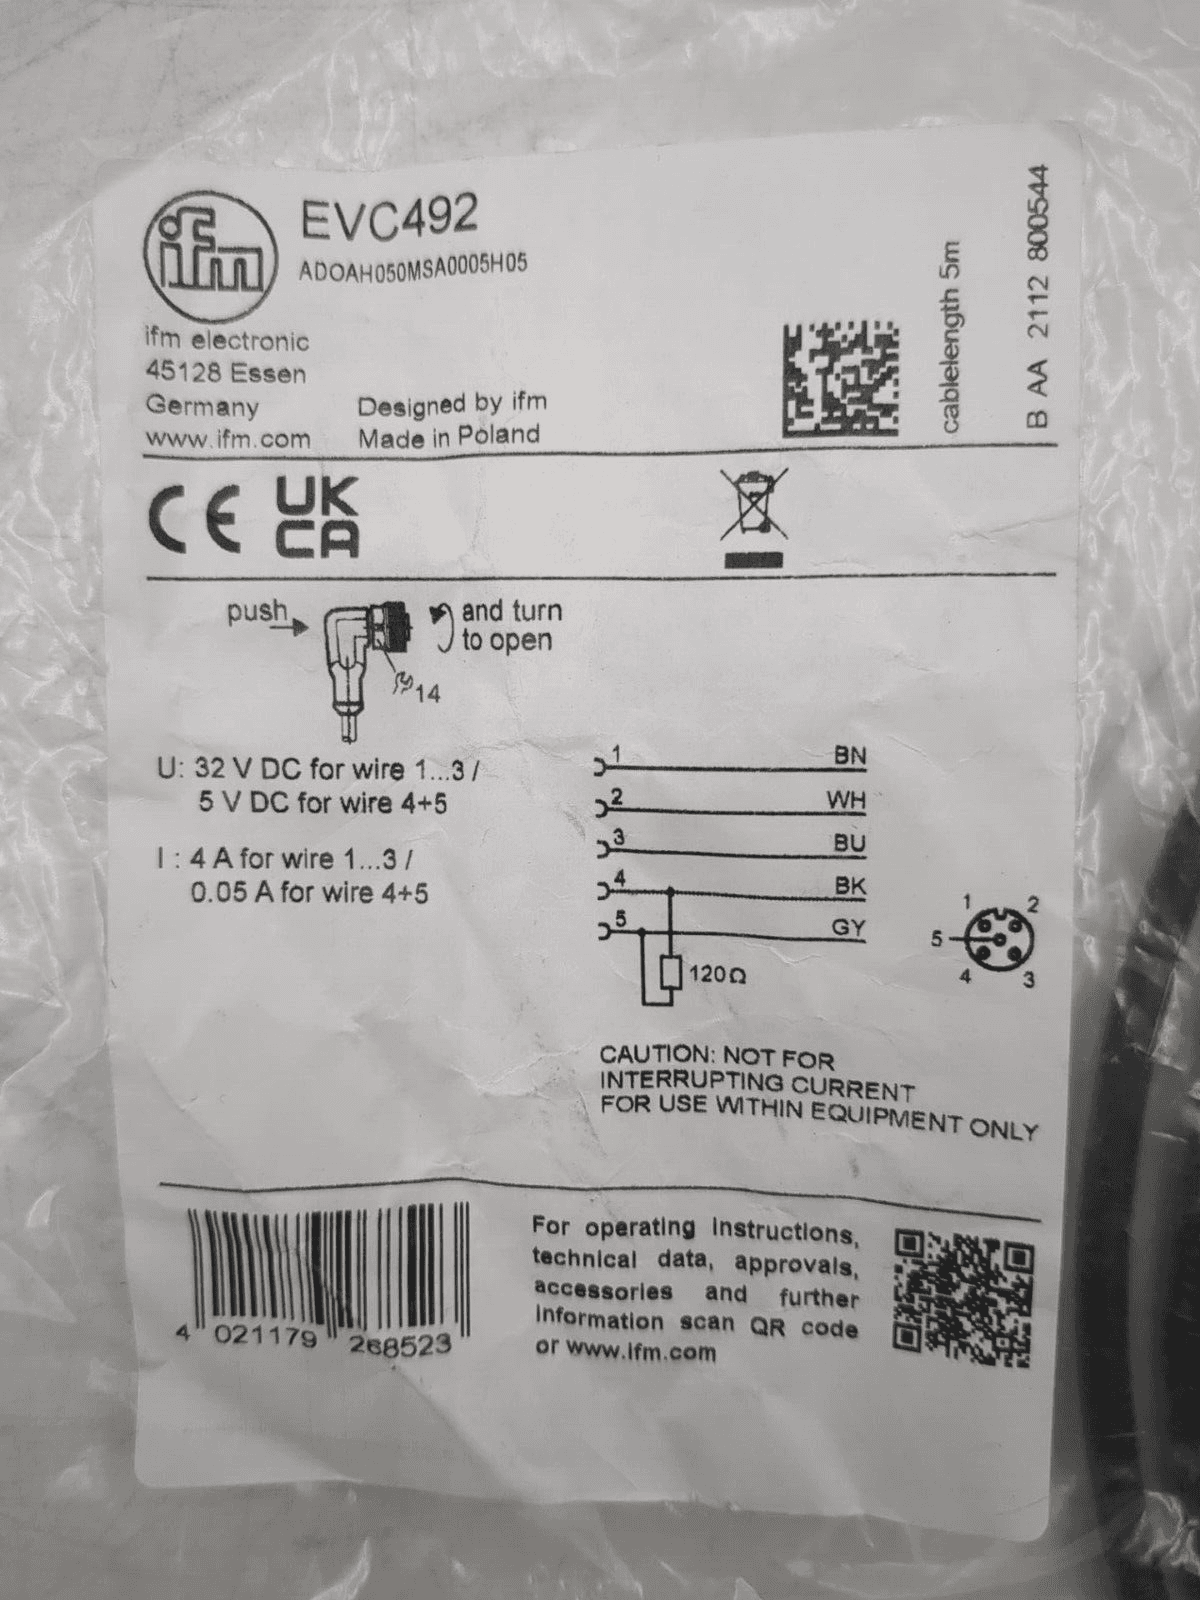 ifm
EVC492
ADOAH050MSA0005H05
ifm electronic
45128 Essen
Germany
www.ifm.com
Designed by ifm
Made in Poland
cablelength 5m
B AA 2112 800544
CE
UK
CA
push
and turn
to open
14
U: 32 V DC for wire 1...3 /
5 V DC for wire 4+5
I : 4 A for wire 1...3 /
0.05 A for wire 4+5
1 BN
2 WH
3 BU
4 BK
5 GY
120Ω
1 2
5
4 3
CAUTION: NOT FOR
INTERRUPTING CURRENT
FOR USE WITHIN EQUIPMENT ONLY
4 021179 268523
For operating instructions,
technical data, approvals,
accessories and further
information scan QR code
or www.ifm.com